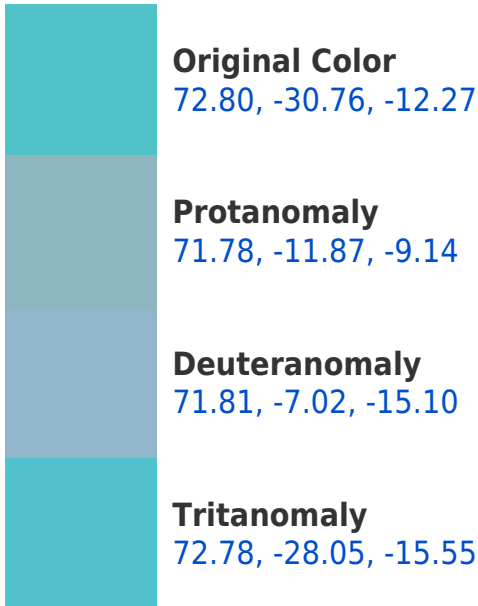 Original Color
72.80, -30.76, -12.27
Protanomaly
71.78, -11.87, -9.14
Deuteranomaly
71.81, -7.02, -15.10
Tritanomaly
72.78, -28.05, -15.55